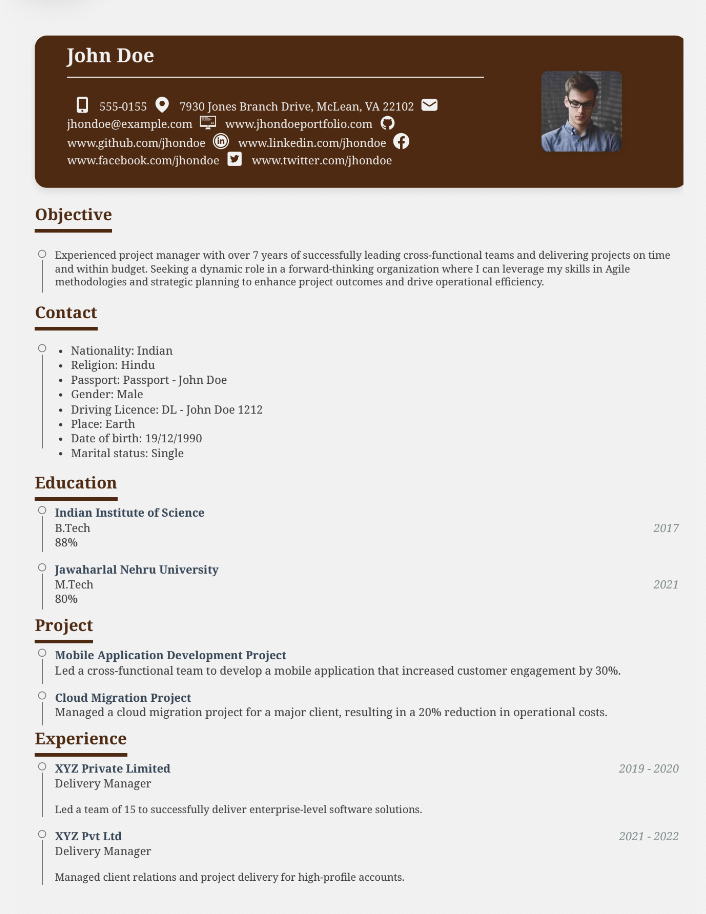 John Doe
555-0155 7930 Jones Branch Drive, McLean, VA 22102
jhondoe@example.com www.jhondoeportfolio.com
www.github.com/jhondoe www.linkedin.com/jhondoe
www.facebook.com/jhondoe www.twitter.com/jhondoe
Objective
Experienced project manager with over 7 years of successfully leading cross-functional teams and delivering projects on time
and within budget. Seeking a dynamic role in a forward-thinking organization where I can leverage my skills in Agile
methodologies and strategic planning to enhance project outcomes and drive operational efficiency.
Contact
• Nationality: Indian
• Religion: Hindu
• Passport: Passport - John Doe
• Gender: Male
• Driving Licence: DL - John Doe 1212
• Place: Earth
• Date of birth: 19/12/1990
• Marital status: Single
Education
Indian Institute of Science
B.Tech 2017
88%
Jawaharlal Nehru University
M.Tech 2021
80%
Project
Mobile Application Development Project
Led a cross-functional team to develop a mobile application that increased customer engagement by 30%.
Cloud Migration Project
Managed a cloud migration project for a major client, resulting in a 20% reduction in operational costs.
Experience
XYZ Private Limited 2019 - 2020
Delivery Manager
Led a team of 15 to successfully deliver enterprise-level software solutions.
XYZ Pvt Ltd 2021 - 2022
Delivery Manager
Managed client relations and project delivery for high-profile accounts.